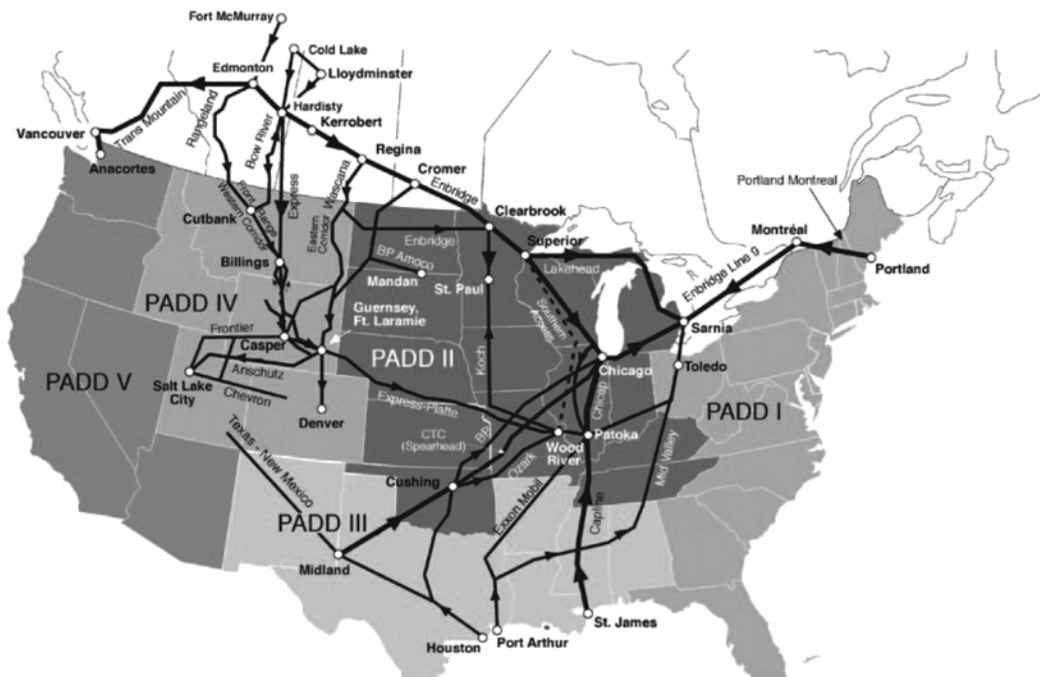 Fort McMurray
Cold Lake
Edmonton
Lloydminster
Trans Mountain
Rangeland
Hardisty
Kerrobert
Bow River
Vancouver
Anacortes
Regina
Cromer
Portland Montreal
Wascana
Enbridge
Express
Front Range
Western Corridor
Cutbank
Eastern
Corridor
Clearbrook
Montréal
Enbridge
Superior
Billings
BP Amoco
Lakehead
Enbridge Line 9
Portland
Mandan
St. Paul
PADD IV
Guernsey,
Ft. Laramie
Southern
Access
Sarnia
Frontier
Casper
PADD II
Koch
Chicago
Toledo
PADD V
Anschutz
Salt Lake
City
Chevron
Chicap
PADD I
Denver
Express-Platte
CTC
(Spearhead)
BP
Wood
River
Patoka
Texas - New Mexico
Ozark
Mid Valley
Cushing
Exxon Mobil
Capline
PADD III
Midland
Houston
Port Arthur
St. James